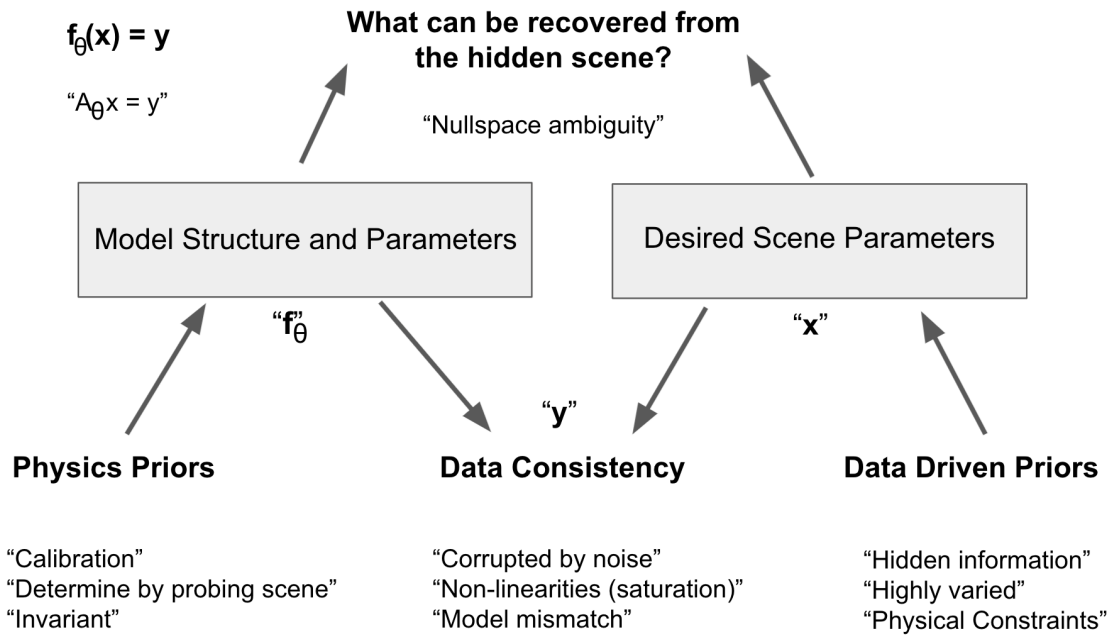 fθ(x) = y
What can be recovered from
the hidden scene?
“Aθx = y”
“Nullspace ambiguity”
Model Structure and Parameters
Desired Scene Parameters
“fθ”
“x”
“y”
Physics Priors
Data Consistency
Data Driven Priors
“Calibration”
“Determine by probing scene”
“Invariant”
“Corrupted by noise”
“Non-linearities (saturation)”
“Model mismatch”
“Hidden information”
“Highly varied”
“Physical Constraints”